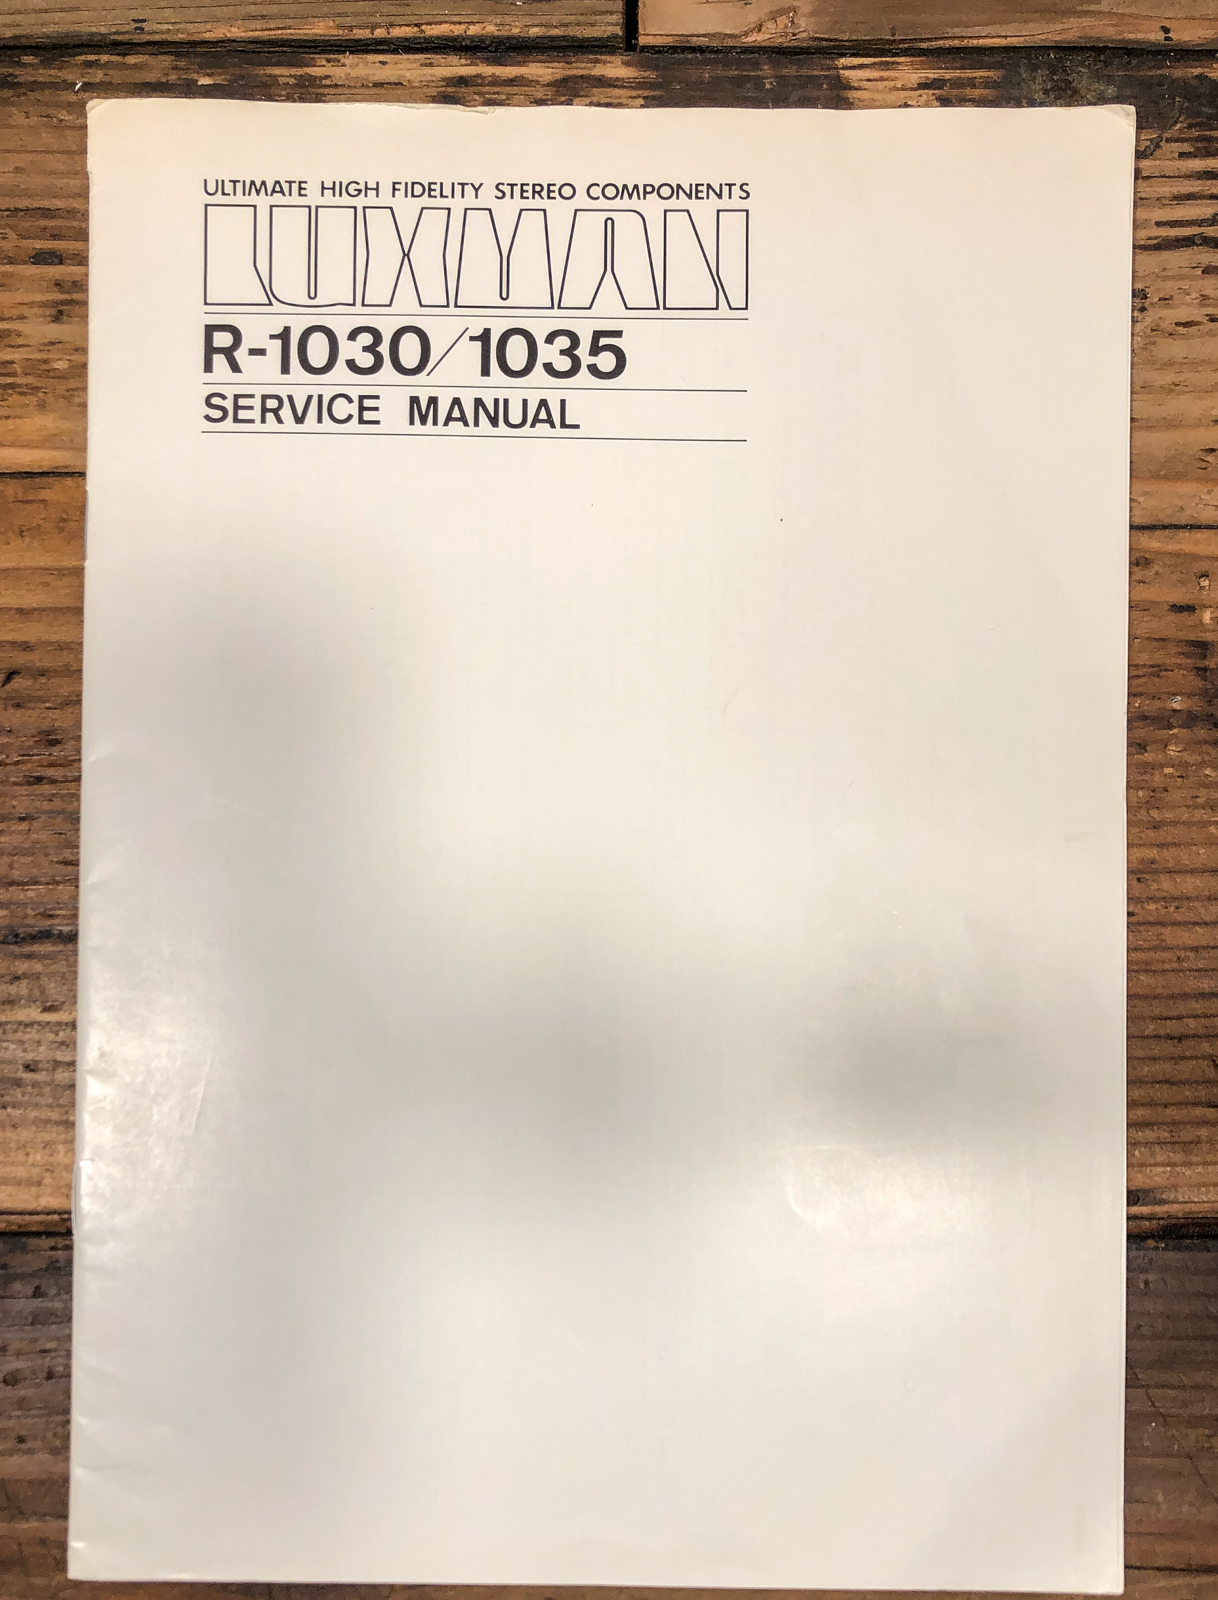 ULTIMATE HIGH FIDELITY STEREO COMPONENTS
LUXMAN
R-1030/1035
SERVICE MANUAL